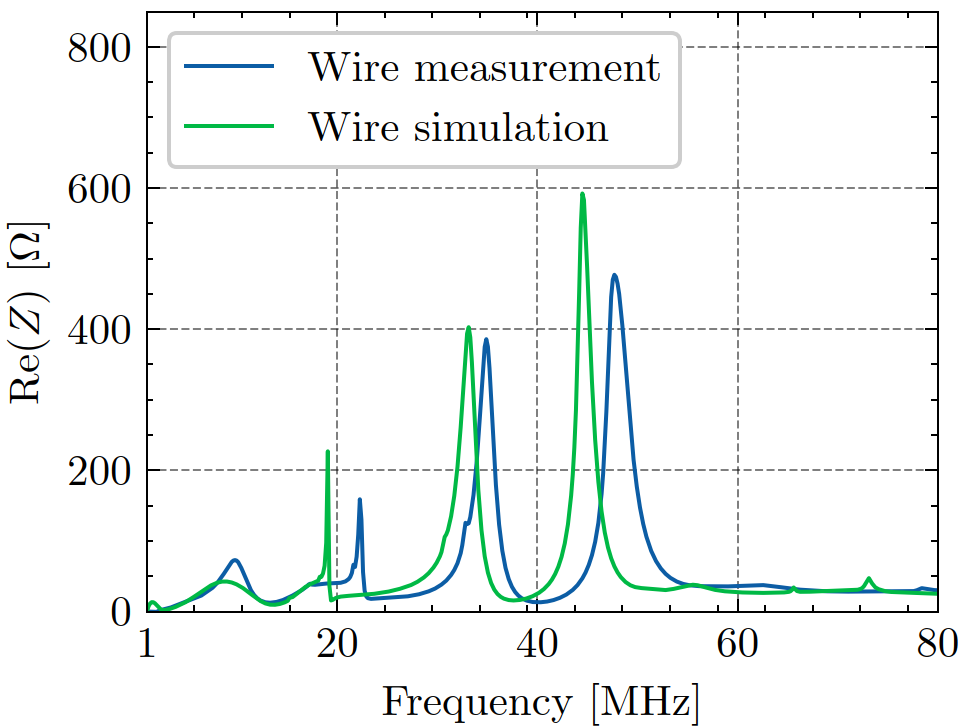 800
600
400
200
0
1
20
40
60
80
Re(Z) [Ω]
Frequency [MHz]
Wire measurement
Wire simulation